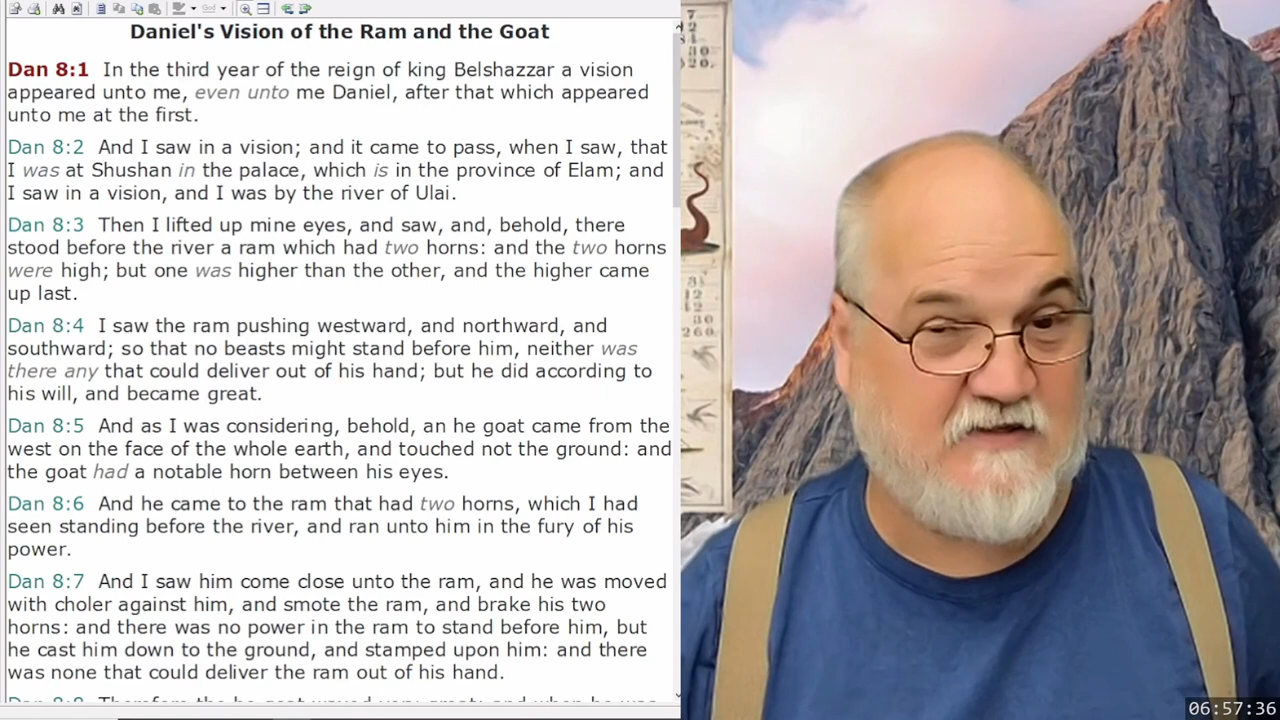 Daniel's Vision of the Ram and the Goat
Dan 8:1 In the third year of the reign of king Belshazzar a vision
appeared unto me, even unto me Daniel, after that which appeared
unto me at the first.
Dan 8:2 And I saw in a vision; and it came to pass, when I saw, that
I was at Shushan in the palace, which is in the province of Elam; and
I saw in a vision, and I was by the river of Ulai.
Dan 8:3 Then I lifted up mine eyes, and saw, and, behold, there
stood before the river a ram which had two horns: and the two horns
were high; but one was higher than the other, and the higher came
up last.
Dan 8:4 I saw the ram pushing westward, and northward, and
southward; so that no beasts might stand before him, neither was
there any that could deliver out of his hand; but he did according to
his will, and became great.
Dan 8:5 And as I was considering, behold, an he goat came from the
west on the face of the whole earth, and touched not the ground: and
the goat had a notable horn between his eyes.
Dan 8:6 And he came to the ram that had two horns, which I had
seen standing before the river, and ran unto him in the fury of his
power.
Dan 8:7 And I saw him come close unto the ram, and he was moved
with choler against him, and smote the ram, and brake his two
horns: and there was no power in the ram to stand before him, but
he cast him down to the ground, and stamped upon him: and there
was none that could deliver the ram out of his hand.
06:57:36